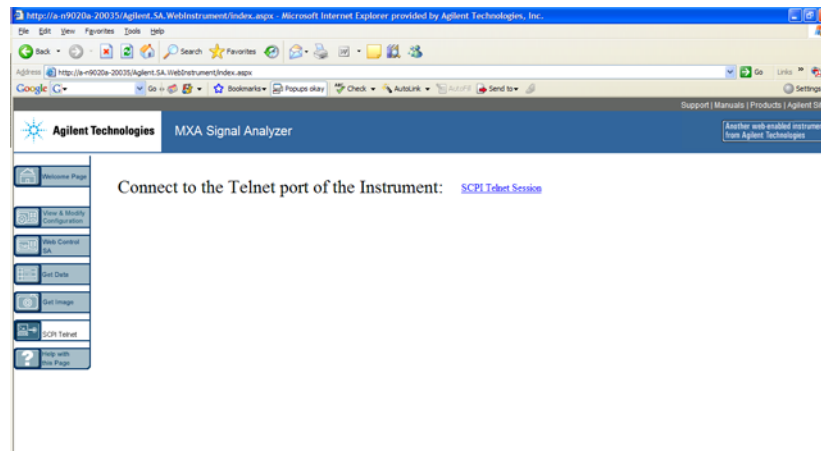 http://a-n9020a-20035/Agilent.SA.WebInstrument/index.aspx - Microsoft Internet Explorer provided by Agilent Technologies, Inc.
File Edit View Favorites Tools Help
Back Search Favorites
Address http://a-n9020a-20035/Agilent.SA.WebInstrument/index.aspx Go Links »
Google G Go Bookmarks Popups okay Check AutoLink AutoFill Send to Settings
Support | Manuals | Products | Agilent
Agilent Technologies MXA Signal Analyzer
Another web-enabled
from Agilent Technologies
Welcome Page
Connect to the Telnet port of the Instrument: SCPI Telnet Session
View & Modify
Configuration
Web Control
SA
Get Data
Get Image
SCPI Telnet
Help with
this Page